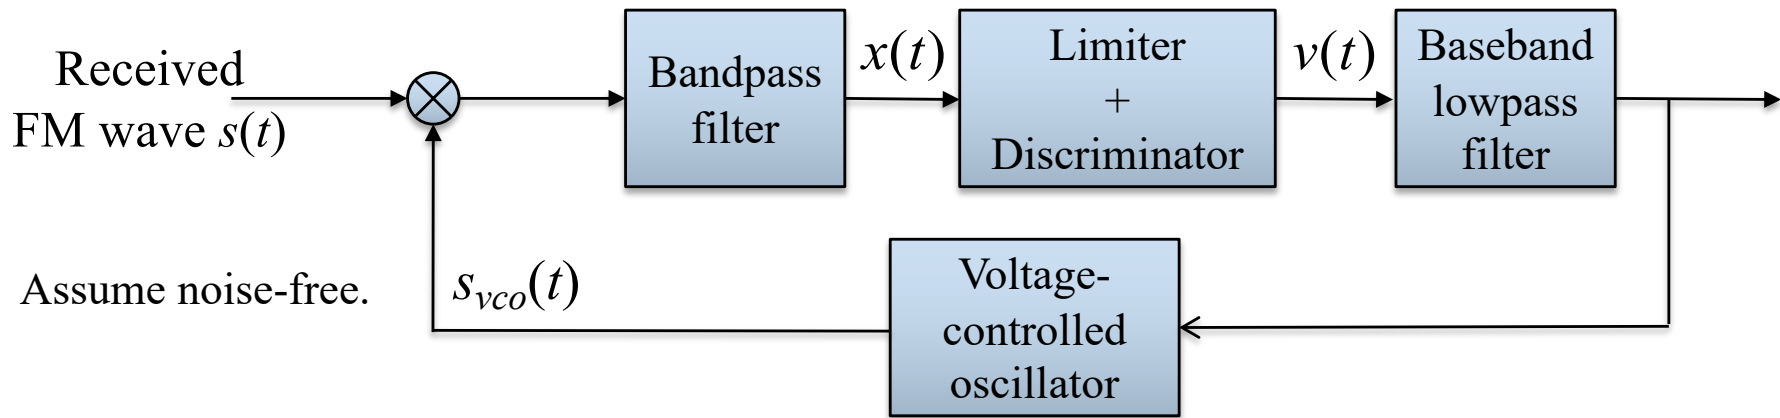 Received
FM wave s(t)
Bandpass
filter
x(t)
Limiter
+
Discriminator
v(t)
Baseband
lowpass
filter
Assume noise-free.
s_vco(t)
Voltage-
controlled
oscillator